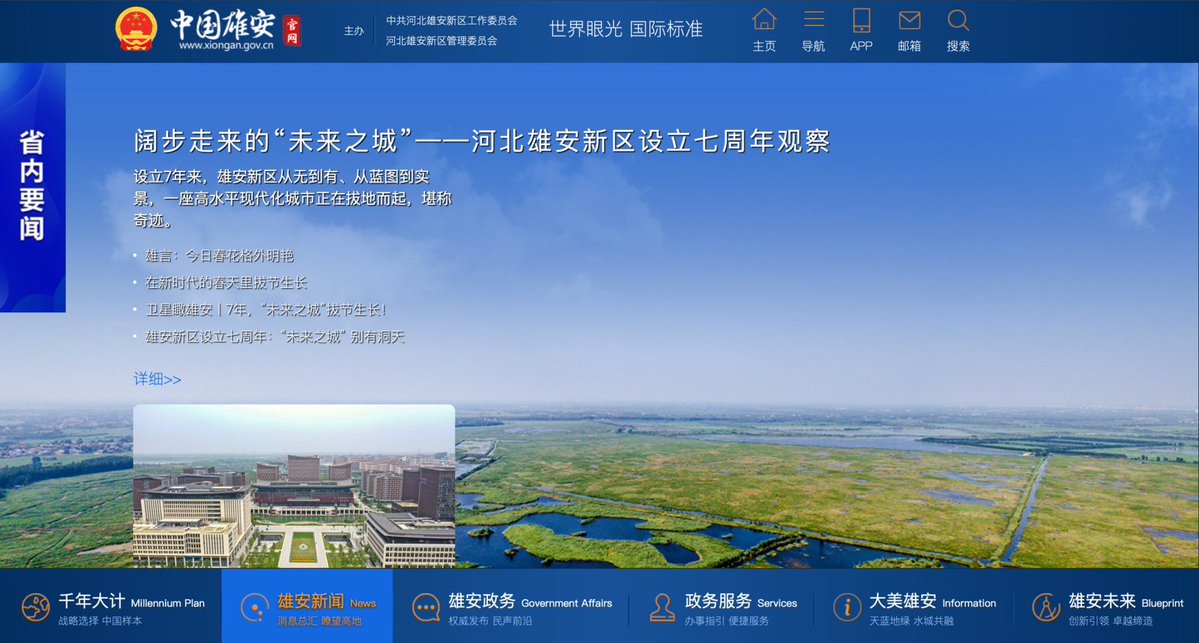 中国雄安
官网
www.xiongan.gov.cn
主办
中共河北雄安新区工作委员会
河北雄安新区管理委员会
世界眼光 国际标准
主页
导航
APP
邮箱
搜索
省内要闻
阔步走来的“未来之城”——河北雄安新区设立七周年观察
设立7年来，雄安新区从无到有、从蓝图到实
景，一座高水平现代化城市正在拔地而起，堪称
奇迹。
• 雄言：今日春花格外明艳
• 在新时代的春天里拔节生长
• 卫星瞰雄安丨7年，“未来之城”拔节生长！
• 雄安新区设立七周年：“未来之城” 别有洞天
详细>>
千年大计 Millennium Plan
战略选择 中国样本
雄安新闻 News
消息总汇 瞭望高地
雄安政务 Government Affairs
权威发布 民声前沿
政务服务 Services
办事指引 便捷服务
大美雄安 Information
天蓝地绿 水城共融
雄安未来 Blueprint
创新引领 卓越缔造